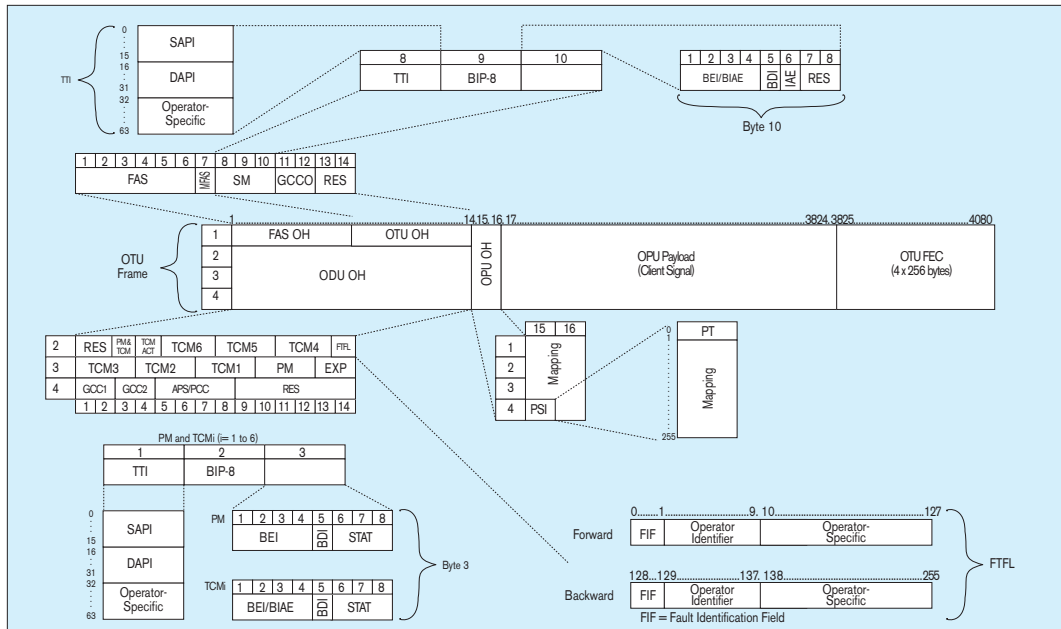 0
SAPI
15
16
TTI
DAPI
31
32
Operator-
Specific
63
8 9 10
TTI BIP-8
1 2 3 4 5 6 7 8
BEI/BIAE BDI IAE RES
Byte 10
1 2 3 4 5 6 7 8 9 10 11 12 13 14
FAS MFAS SM GCCO RES
1 14.15.16.17 3824.3825 4080
OTU
Frame
1
2
3
4
FAS OH OTU OH
ODU OH
OPU OH
OPU Payload
(Client Signal)
OTU FEC
(4 x 256 bytes)
2 RES PM& TCM TCM ACT TCM6 TCM5 TCM4 FTFL
3 TCM3 TCM2 TCM1 PM EXP
4 GCC1 GCC2 APS/PCC RES
1 2 3 4 5 6 7 8 9 10 11 12 13 14
15 16
1
2
3
4
Mapping
PSI
0
1
255
PT
Mapping
PM and TCMi (i= 1 to 6)
1 2 3
TTI BIP-8
0
SAPI
15
16
DAPI
31
32
Operator-
Specific
63
PM
1 2 3 4 5 6 7 8
BEI BDI STAT
TCMi
1 2 3 4 5 6 7 8
BEI/BIAE BDI STAT
Byte 3
0......1 9. 10 127
Forward FIF
Operator
Identifier
Operator-
Specific
128...129 137. 138 255
Backward FIF
Operator
Identifier
Operator-
Specific
FTFL
FIF = Fault Identification Field